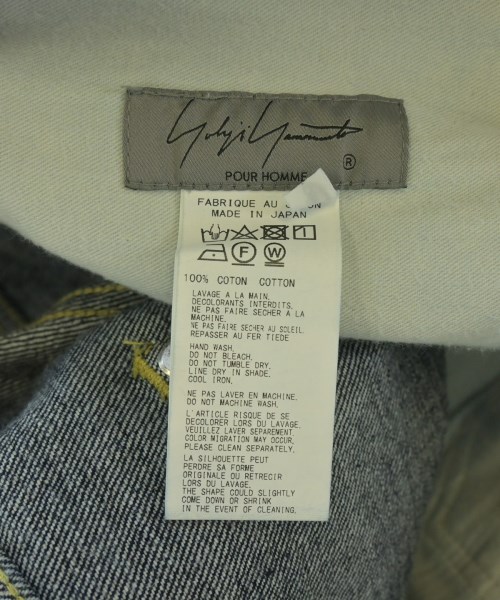 Yohji Yamamoto
®
POUR HOMME
FABRIQUE AU
MADE IN JAPAN
F W
100% COTON COTTON
LAVAGE A LA MAIN.
DECOLORANTS INTERDITS.
NE PAS FAIRE SECHER A LA
MACHINE.
NE PAS FAIRE SECHER AU SOLEIL.
REPASSER AU FER TIEDE
HAND WASH.
DO NOT BLEACH.
DO NOT TUMBLE DRY.
LINE DRY IN SHADE.
COOL IRON.
NE PAS LAVER EN MACHINE.
DO NOT MACHINE WASH.
L'ARTICLE RISQUE DE SE
DECOLORER LORS DU LAVAGE.
VEUILLEZ LAVER SEPAREMENT.
COLOR MIGRATION MAY OCCUR,
PLEASE CLEAN SEPARATELY.
LA SILHOUETTE PEUT
PERDRE SA FORME
ORIGINALE OU RETRECIR
LORS DU LAVAGE.
THE SHAPE COULD SLIGHTLY
COME DOWN OR SHRINK
IN THE EVENT OF CLEANING.